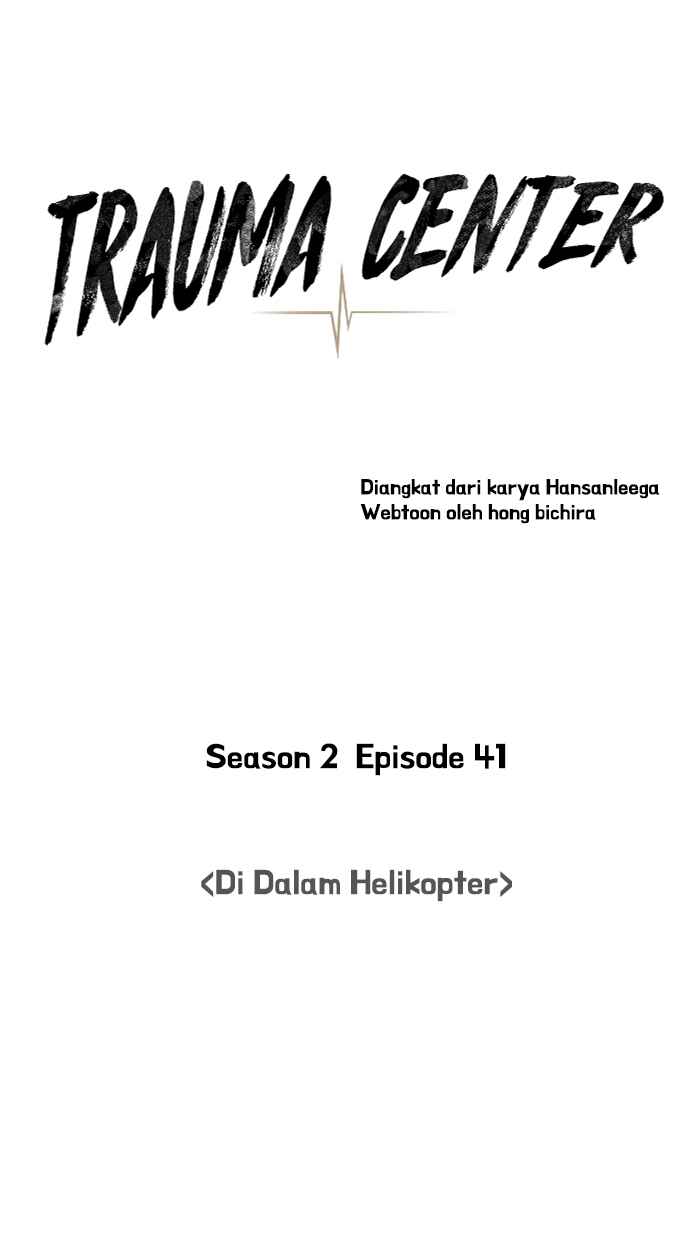 TRAUMA CENTER
Diangkat dari karya Hansanleega
Webtoon oleh hong bichira
Season 2 Episode 41
<Di Dalam Helikopter>